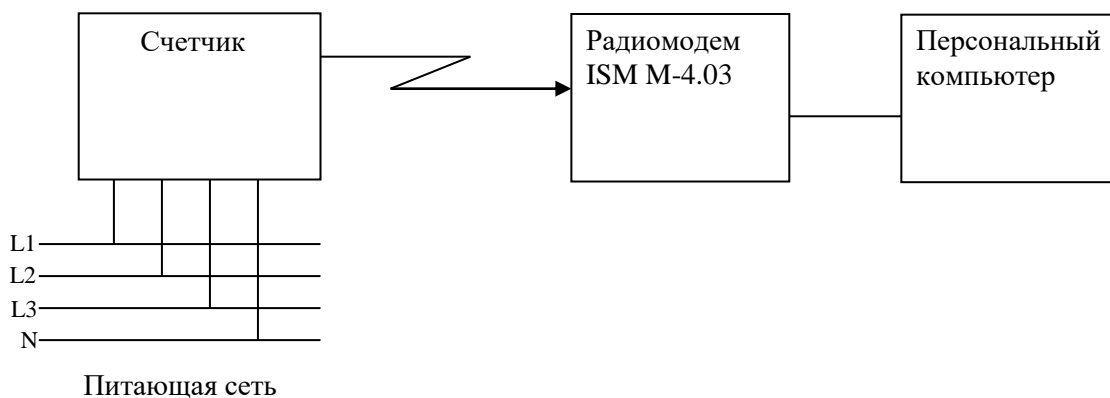 Счетчик
Радиомодем
ISM M-4.03
Персональный
компьютер
L1
L2
L3
N
Питающая сеть